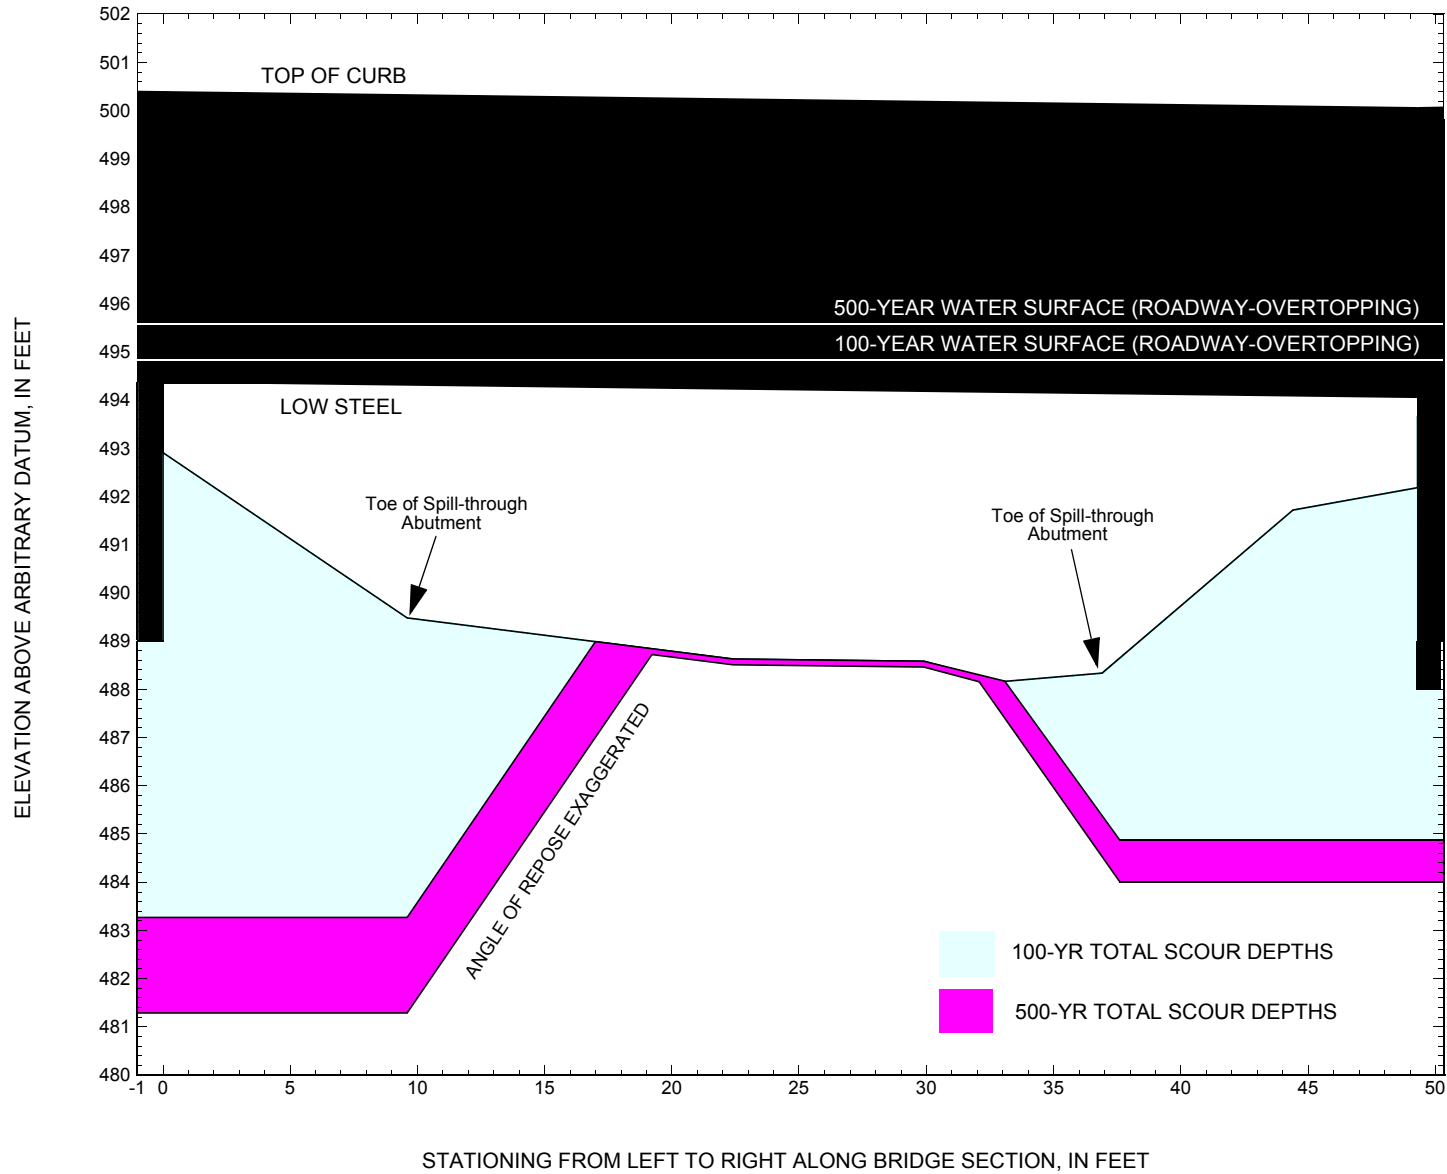 502
501
500
499
498
497
496
495
494
493
492
491
490
489
488
487
486
485
484
483
482
481
480
ELEVATION ABOVE ARBITRARY DATUM, IN FEET
TOP OF CURB
500-YEAR WATER SURFACE (ROADWAY-OVERTOPPING)
100-YEAR WATER SURFACE (ROADWAY-OVERTOPPING)
LOW STEEL
Toe of Spill-through
Abutment
Toe of Spill-through
Abutment
ANGLE OF REPOSE EXAGGERATED
100-YR TOTAL SCOUR DEPTHS
500-YR TOTAL SCOUR DEPTHS
-1 0 5 10 15 20 25 30 35 40 45 50
STATIONING FROM LEFT TO RIGHT ALONG BRIDGE SECTION, IN FEET